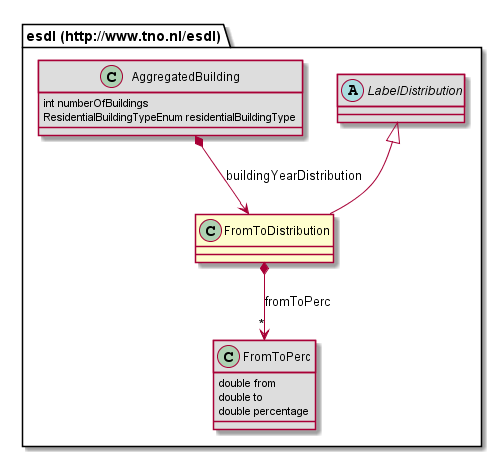 esdl (http://www.tno.nl/esdl)
C AggregatedBuilding
int numberOfBuildings
ResidentialBuildingTypeEnum residentialBuildingType
A LabelDistribution
buildingYearDistribution
C FromToDistribution
fromToPerc
*
C FromToPerc
double from
double to
double percentage